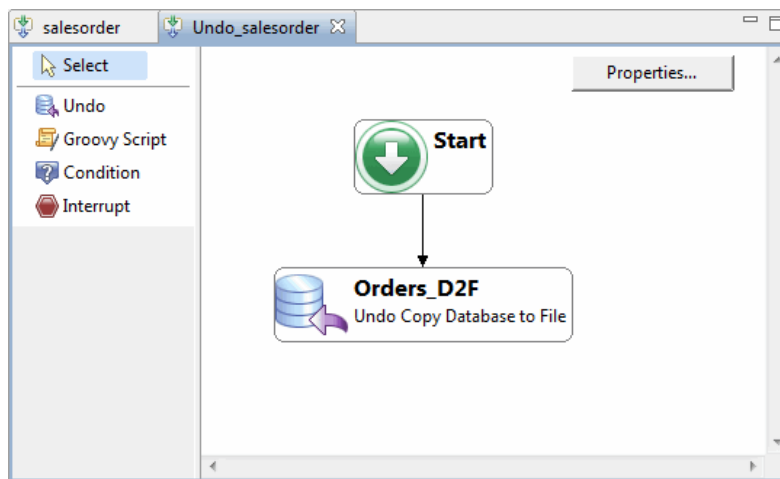 salesorder
Undo_salesorder
Select
Properties...
Undo
Groovy Script
Condition
Interrupt
Start
Orders_D2F
Undo Copy Database to File